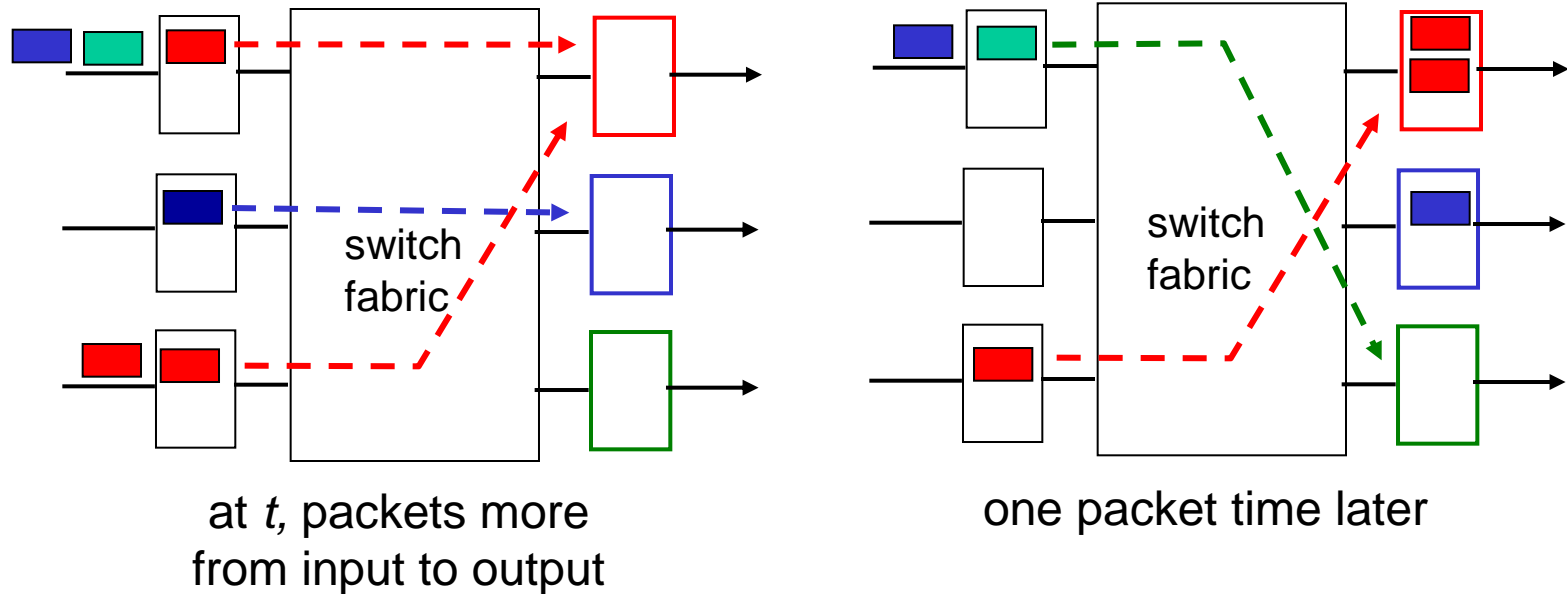 switch
fabric
at t, packets more
from input to output
switch
fabric
one packet time later